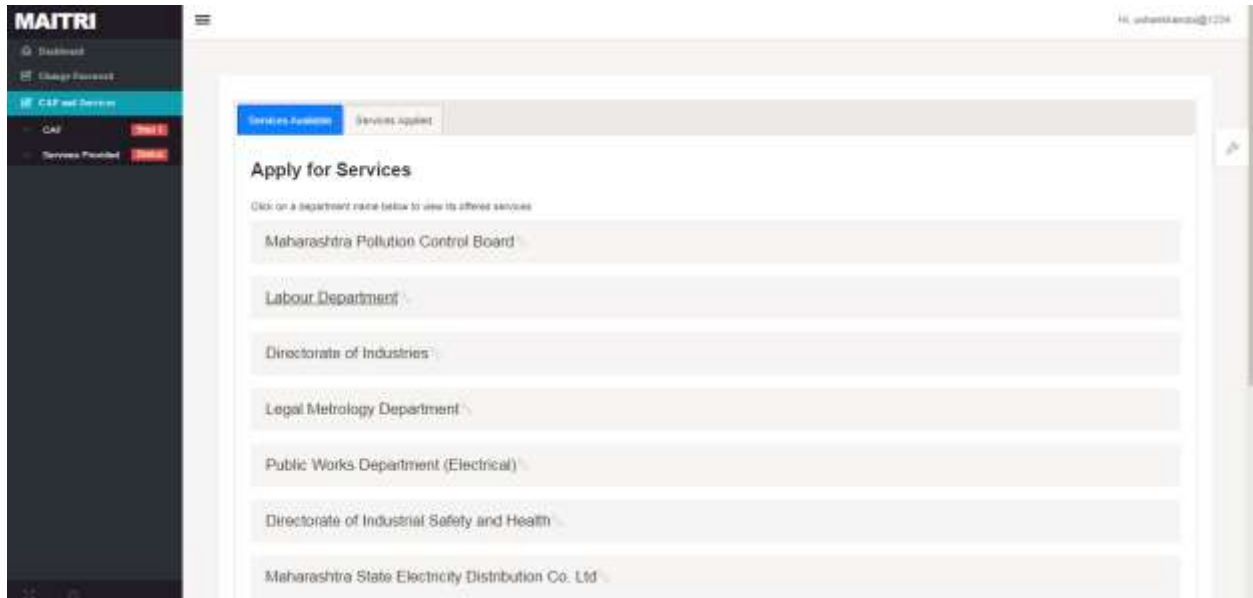 MAITRI
Hi,
Dashboard
Change Password
CAF and Services
CAF
Services Provided
Services Available Services Applied
Apply for Services
Click on a department name below to view its offered services
Maharashtra Pollution Control Board
Labour Department
Directorate of Industries
Legal Metrology Department
Public Works Department (Electrical)
Directorate of Industrial Safety and Health
Maharashtra State Electricity Distribution Co. Ltd